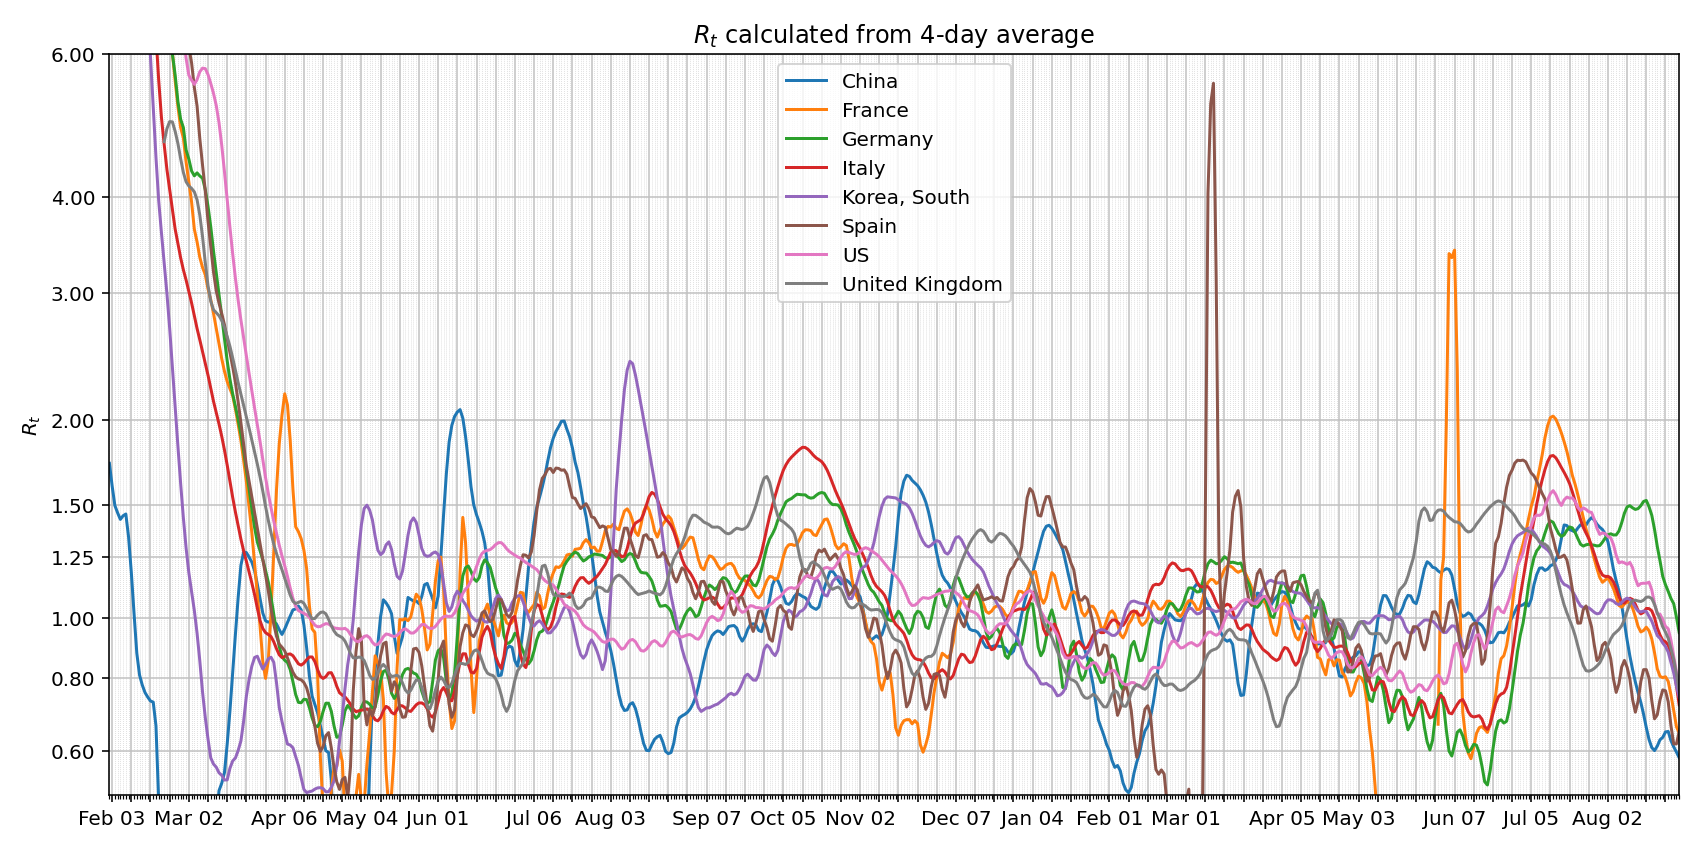 R_t calculated from 4-day average
6.00
4.00
3.00
2.00
1.50
1.25
1.00
0.80
0.60
R_t
China
France
Germany
Italy
Korea, South
Spain
US
United Kingdom
Feb 03 Mar 02 Apr 06 May 04 Jun 01 Jul 06 Aug 03 Sep 07 Oct 05 Nov 02 Dec 07 Jan 04 Feb 01 Mar 01 Apr 05 May 03 Jun 07 Jul 05 Aug 02